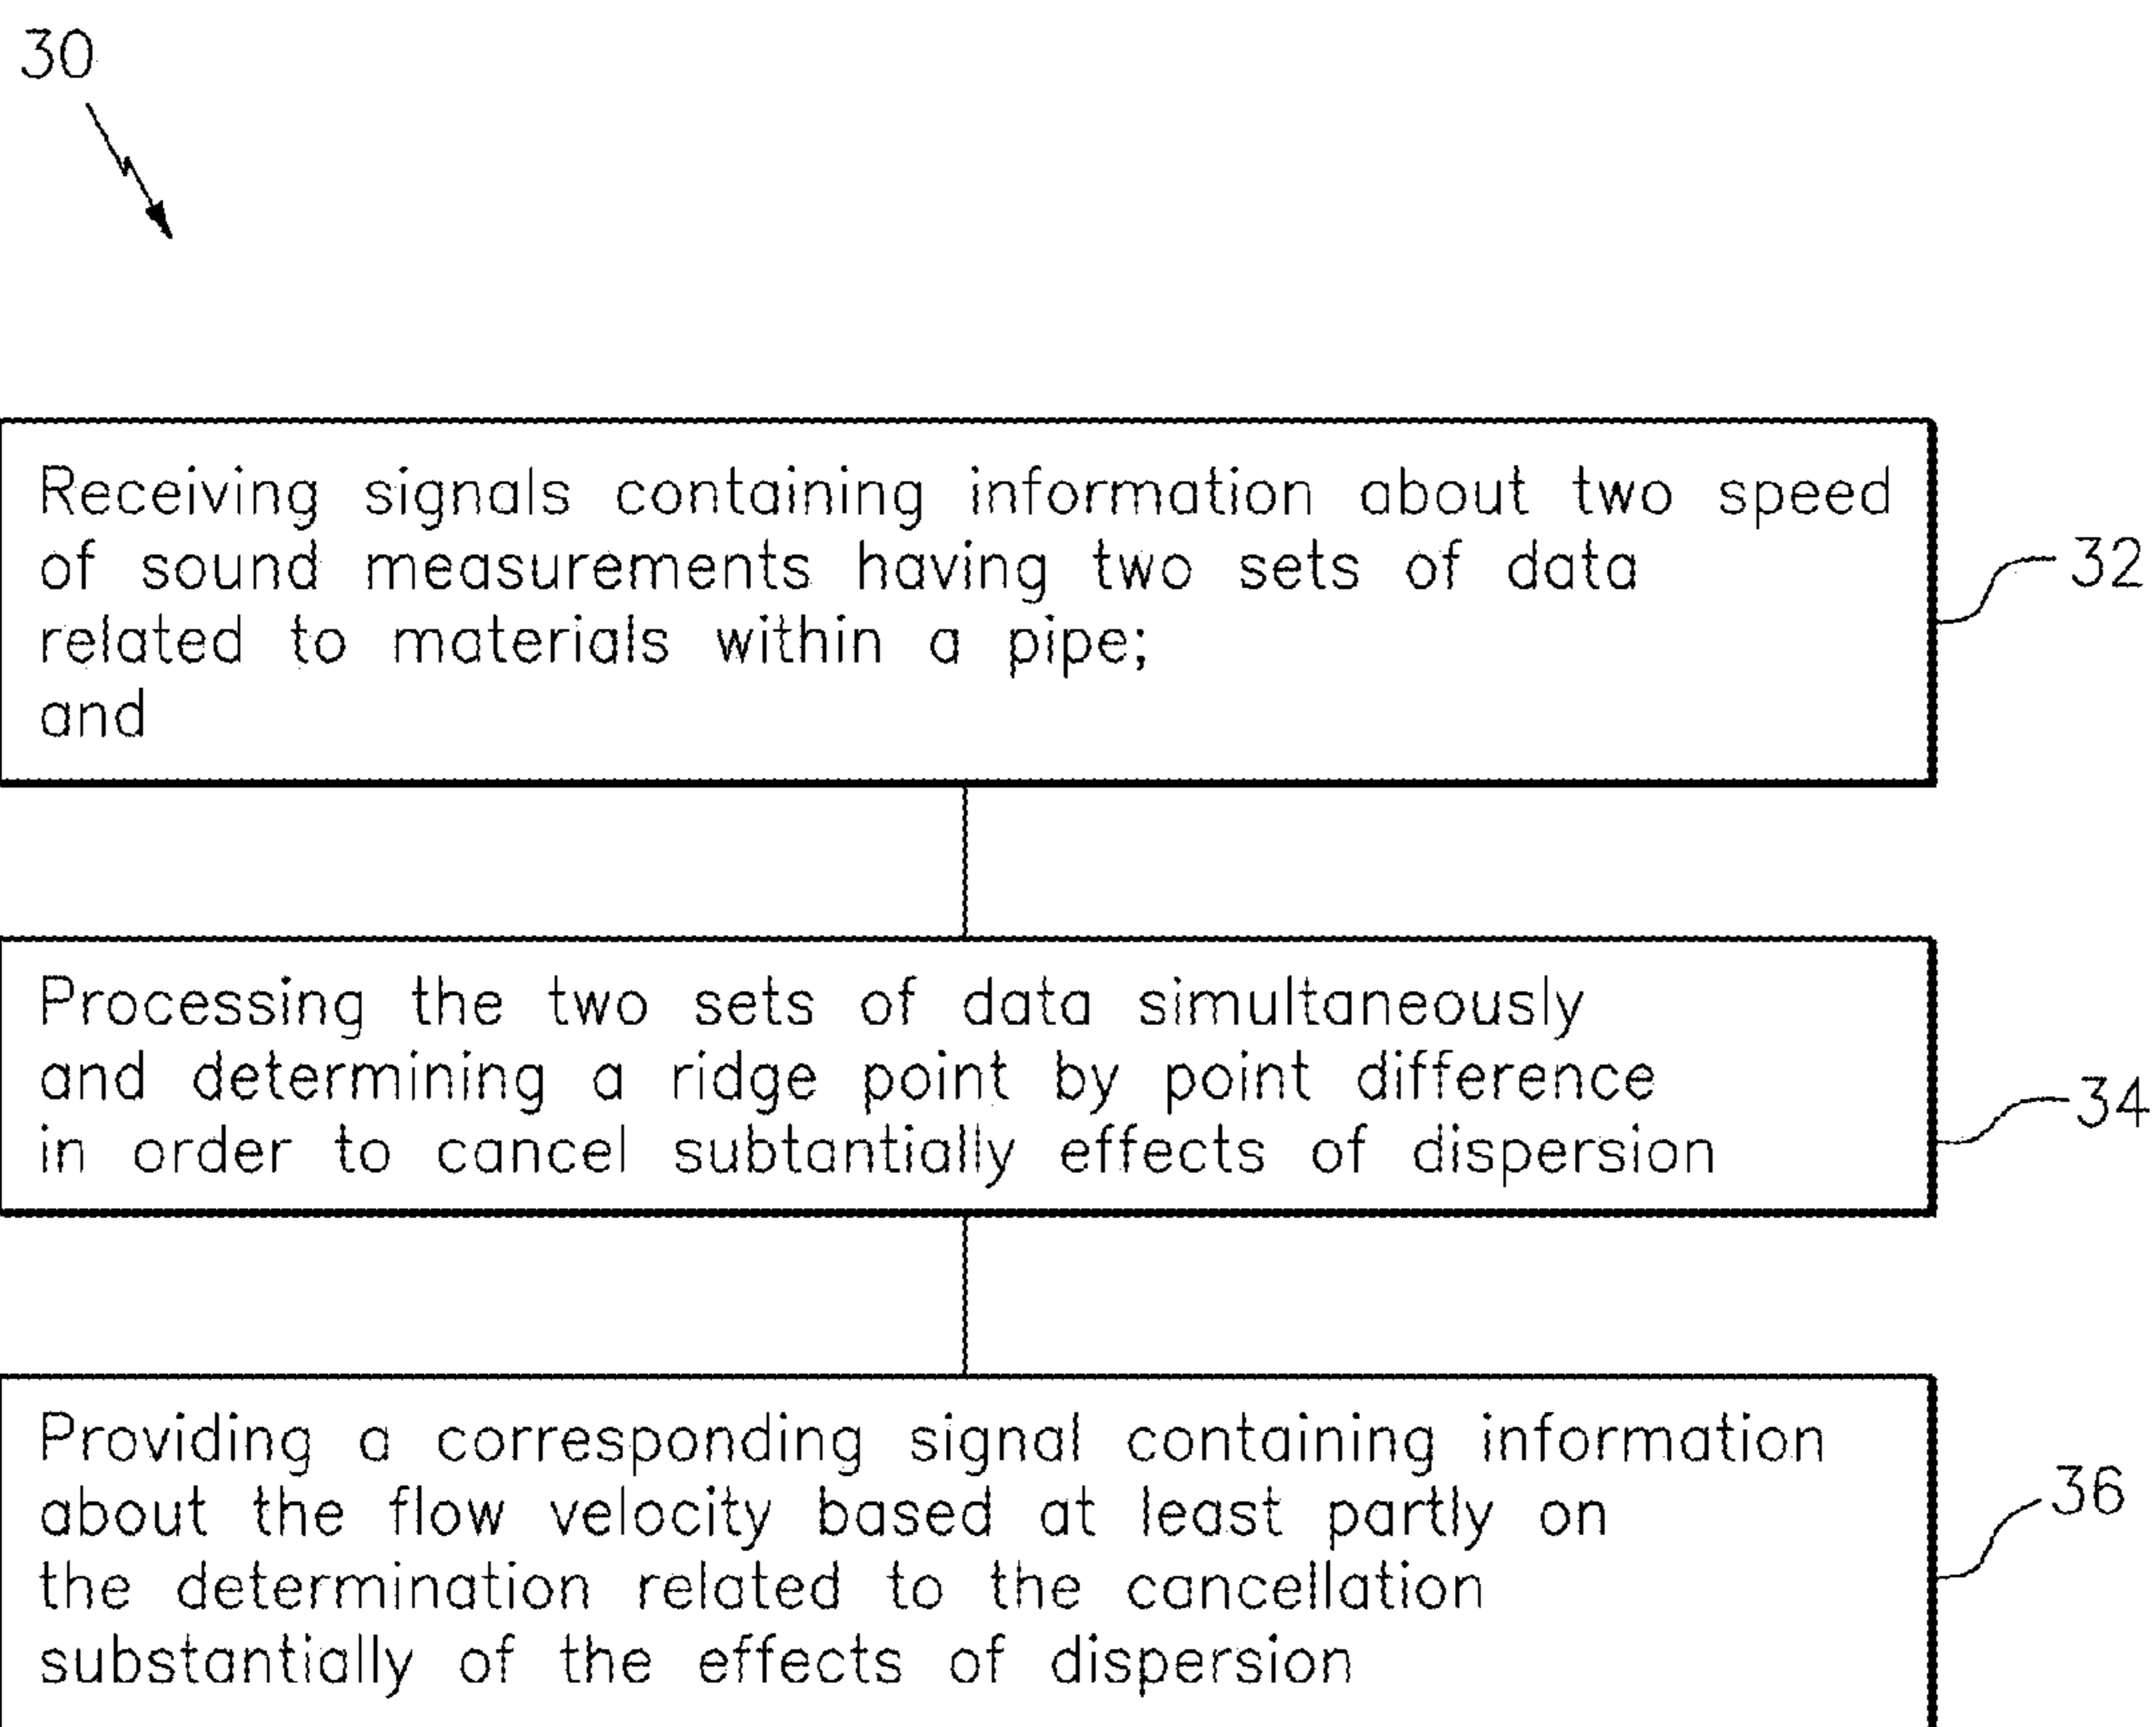 30
Receiving signals containing information about two speed
of sound measurements having two sets of data
related to materials within a pipe;
and
32
Processing the two sets of data simultaneously
and determining a ridge point by point difference
in order to cancel subtantially effects of dispersion
34
Providing a corresponding signal containing information
about the flow velocity based at least partly on
the determination related to the cancellation
substantially of the effects of dispersion
36